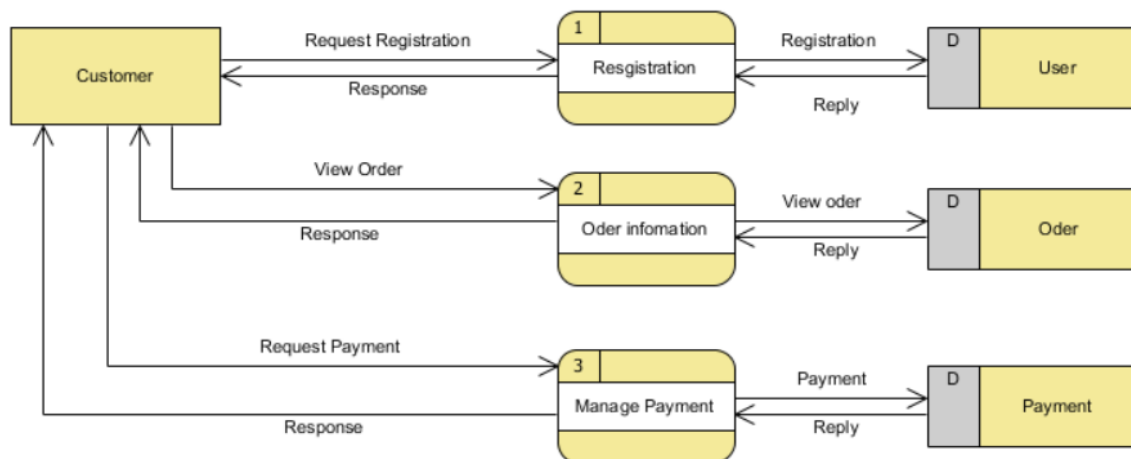 1
Request Registration
Registration
D
Customer
Resgistration
User
Response
Reply
View Order
2
View oder
D
Oder infomation
Oder
Response
Reply
Request Payment
3
Payment
D
Manage Payment
Payment
Response
Reply